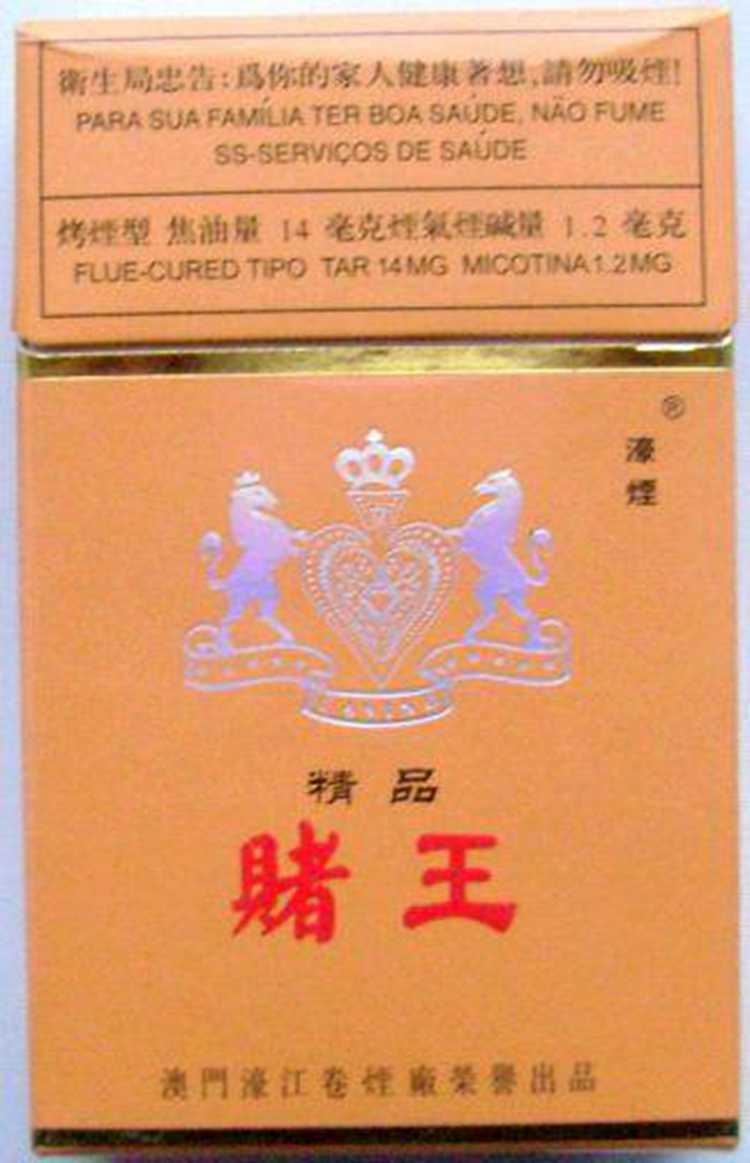 衛生局忠告:爲你的家人健康著想,請勿吸煙!
PARA SUA FAMÍLIA TER BOA SAÚDE, NÃO FUME
SS-SERVIÇOS DE SAÚDE
烤煙型 焦油量 14 毫克煙氣煙碱量 1.2 毫克
FLUE-CURED TIPO TAR 14MG MICOTINA 1.2MG
®
濠煙
精品
賭王
澳門濠江卷煙廠榮譽出品